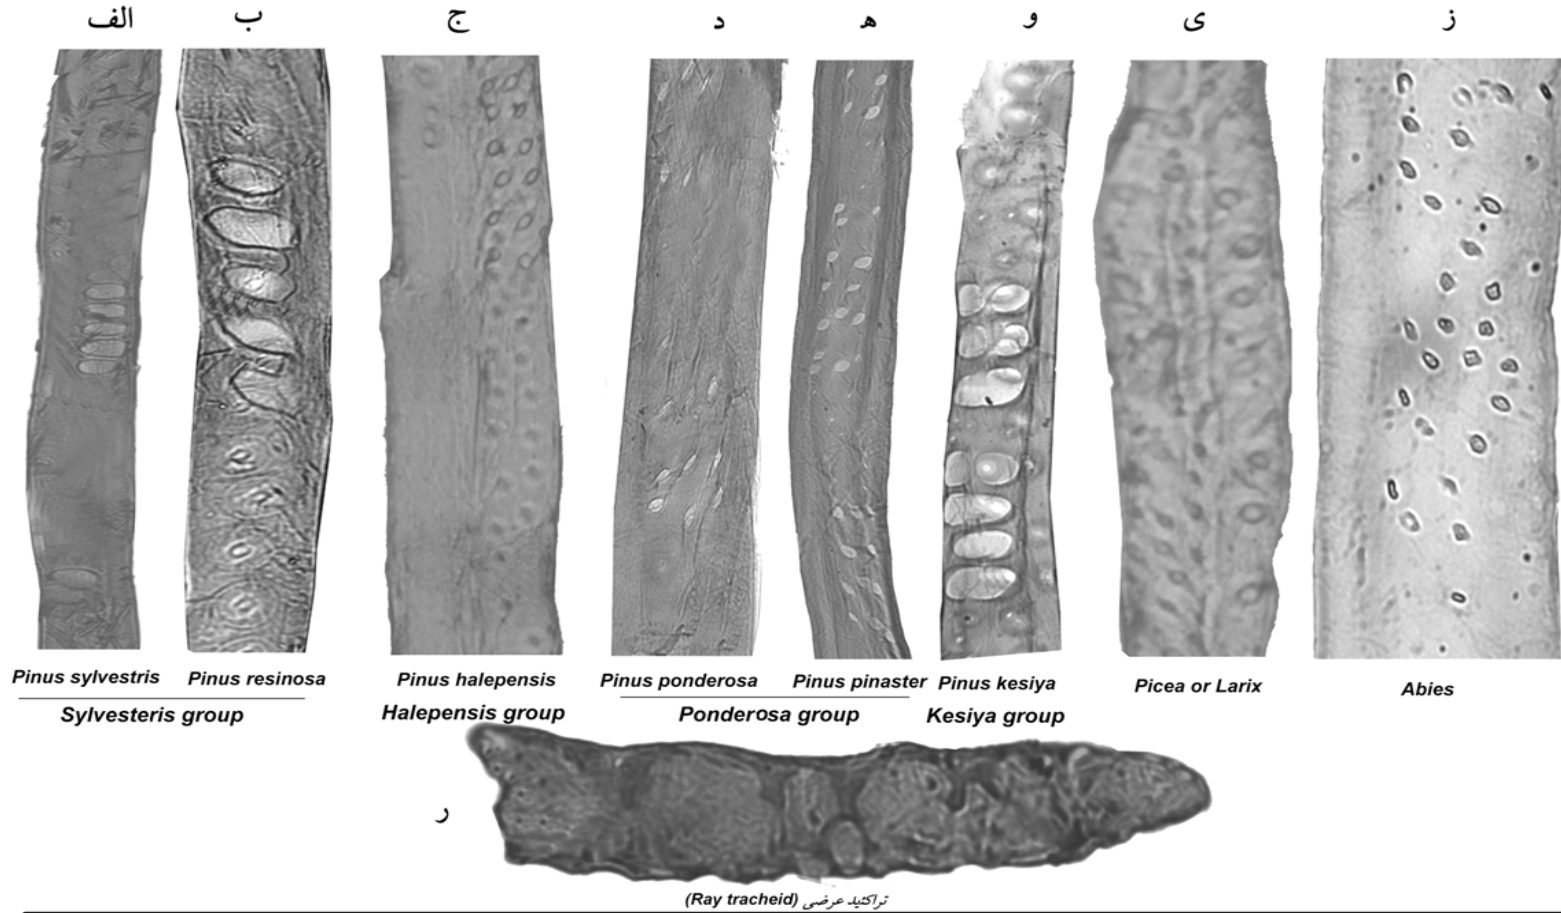 الف ب ج د ه و ی ز
Pinus sylvestris Pinus resinosa Pinus halepensis Pinus ponderosa Pinus pinaster Pinus kesiya Picea or Larix Abies
Sylvesteris group Halepensis group Ponderosa group Kesiya group
ر
تراکئید عرضی (Ray tracheid)